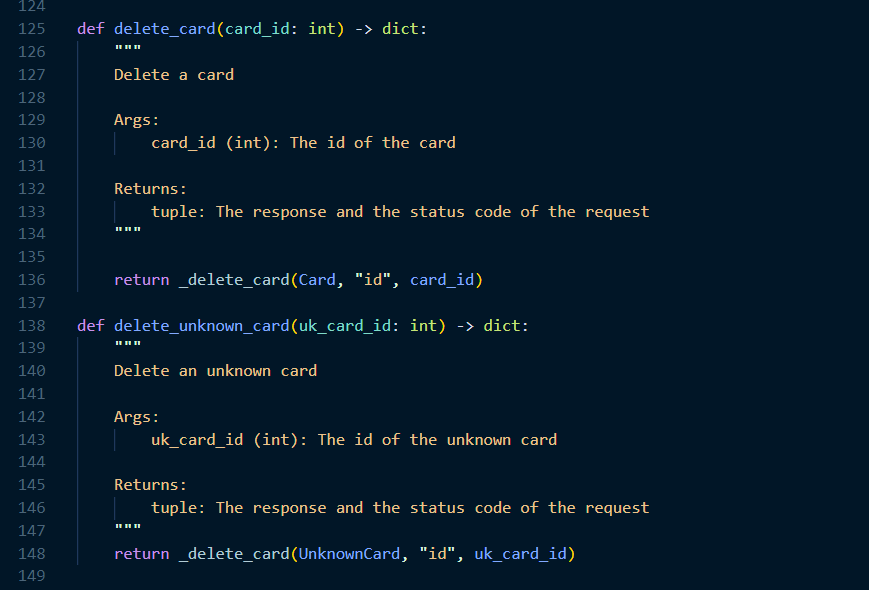 124
125 def delete_card(card_id: int) -> dict:
126 """
127 Delete a card
128
129 Args:
130 card_id (int): The id of the card
131
132 Returns:
133 tuple: The response and the status code of the request
134 """
135
136 return _delete_card(Card, "id", card_id)
137
138 def delete_unknown_card(uk_card_id: int) -> dict:
139 """
140 Delete an unknown card
141
142 Args:
143 uk_card_id (int): The id of the unknown card
144
145 Returns:
146 tuple: The response and the status code of the request
147 """
148 return _delete_card(UnknownCard, "id", uk_card_id)
149